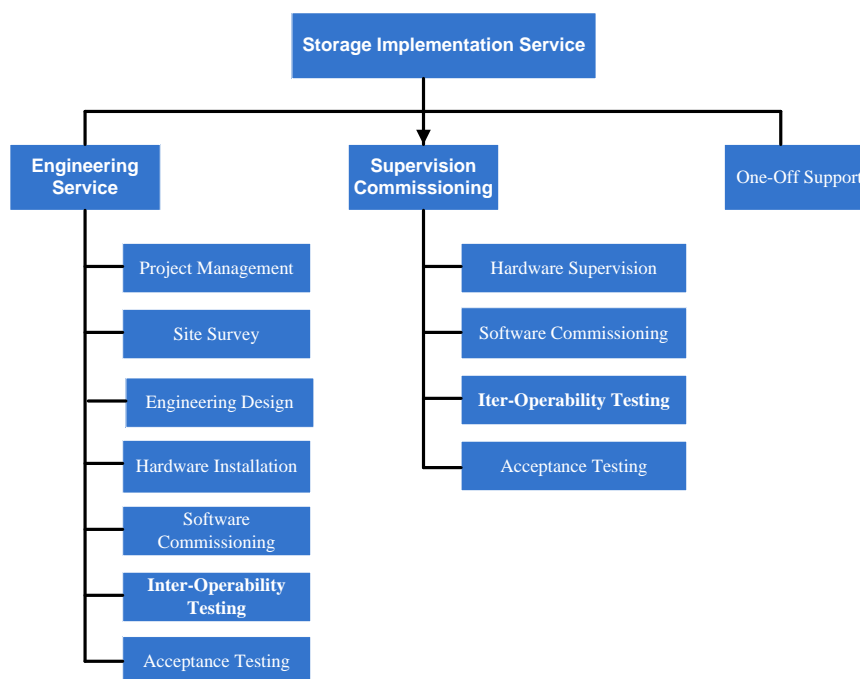 Storage Implementation Service
Engineering
Service
Supervision
Commissioning
One-Off Support
Project Management
Site Survey
Engineering Design
Hardware Installation
Software
Commissioning
Inter-Operability
Testing
Acceptance Testing
Hardware Supervision
Software Commissioning
Iter-Operability Testing
Acceptance Testing